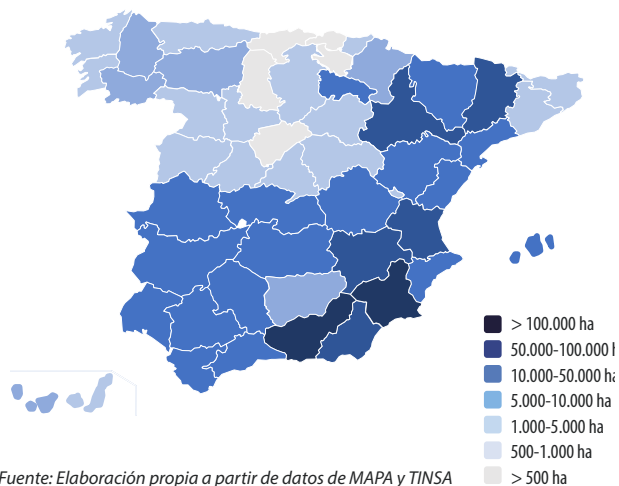 > 100.000 ha
50.000-100.000 h
10.000-50.000 ha
5.000-10.000 ha
1.000-5.000 ha
500-1.000 ha
> 500 ha
Fuente: Elaboración propia a partir de datos de MAPA y TINSA